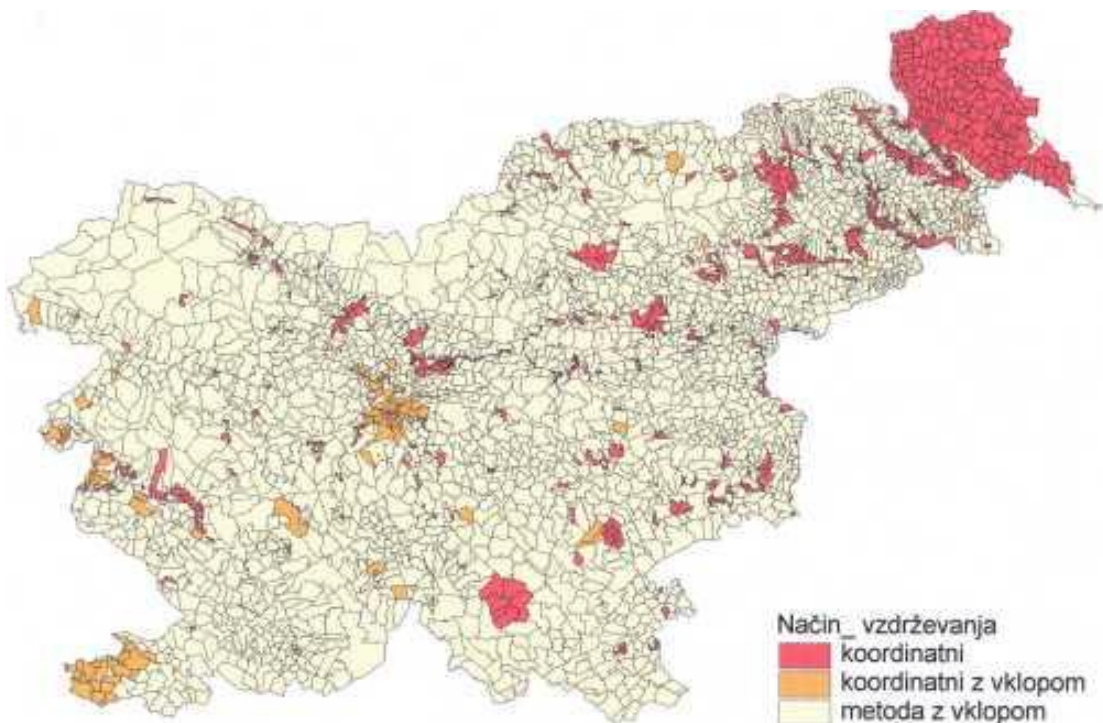 Način_ vzdrževanja
koordinatni
koordinatni z vklopom
metoda z vklopom